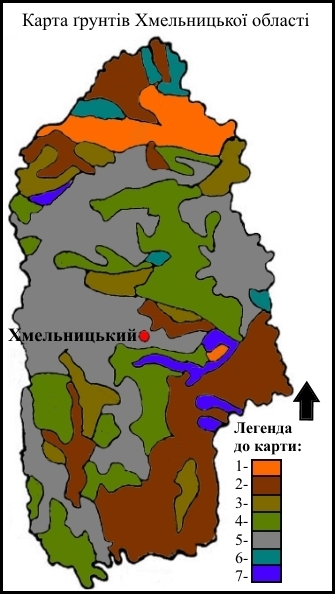 Карта ґрунтів Хмельницької області
Хмельницький
Легенда
до карти:
1-
2-
3-
4-
5-
6-
7-